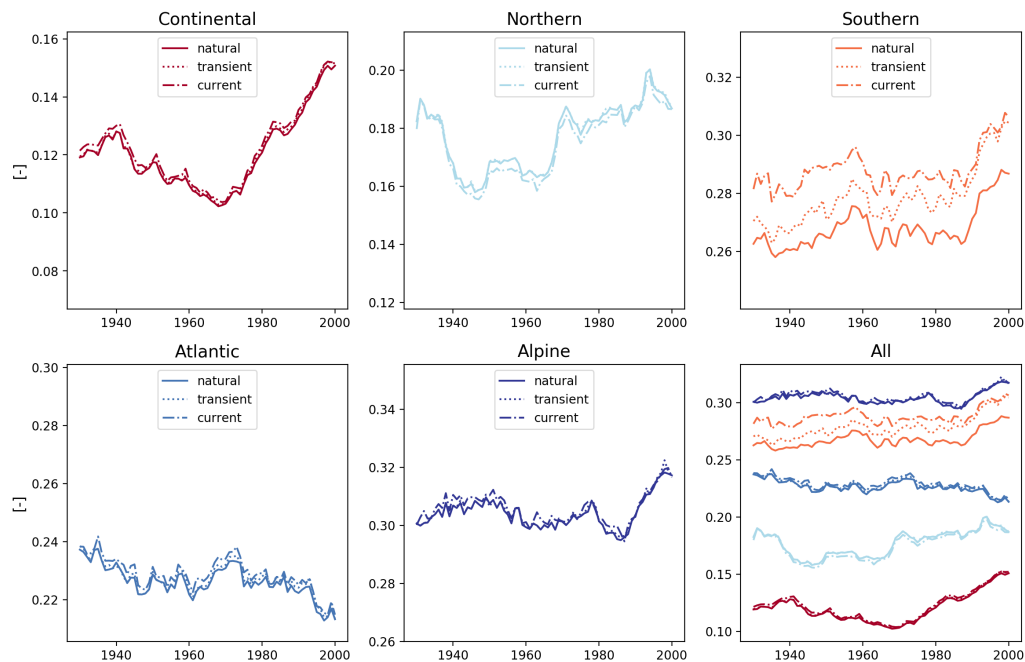 Continental
0.16
0.14
0.12
0.10
0.08
[-]
natural
transient
current
1940
1960
1980
2000
Northern
0.20
0.18
0.16
0.14
0.12
natural
transient
current
1940
1960
1980
2000
Southern
0.32
0.30
0.28
0.26
natural
transient
current
1940
1960
1980
2000
Atlantic
0.30
0.28
0.26
0.24
0.22
[-]
natural
transient
current
1940
1960
1980
2000
Alpine
0.34
0.32
0.30
0.28
0.26
natural
transient
current
1940
1960
1980
2000
All
0.30
0.25
0.20
0.15
0.10
1940
1960
1980
2000